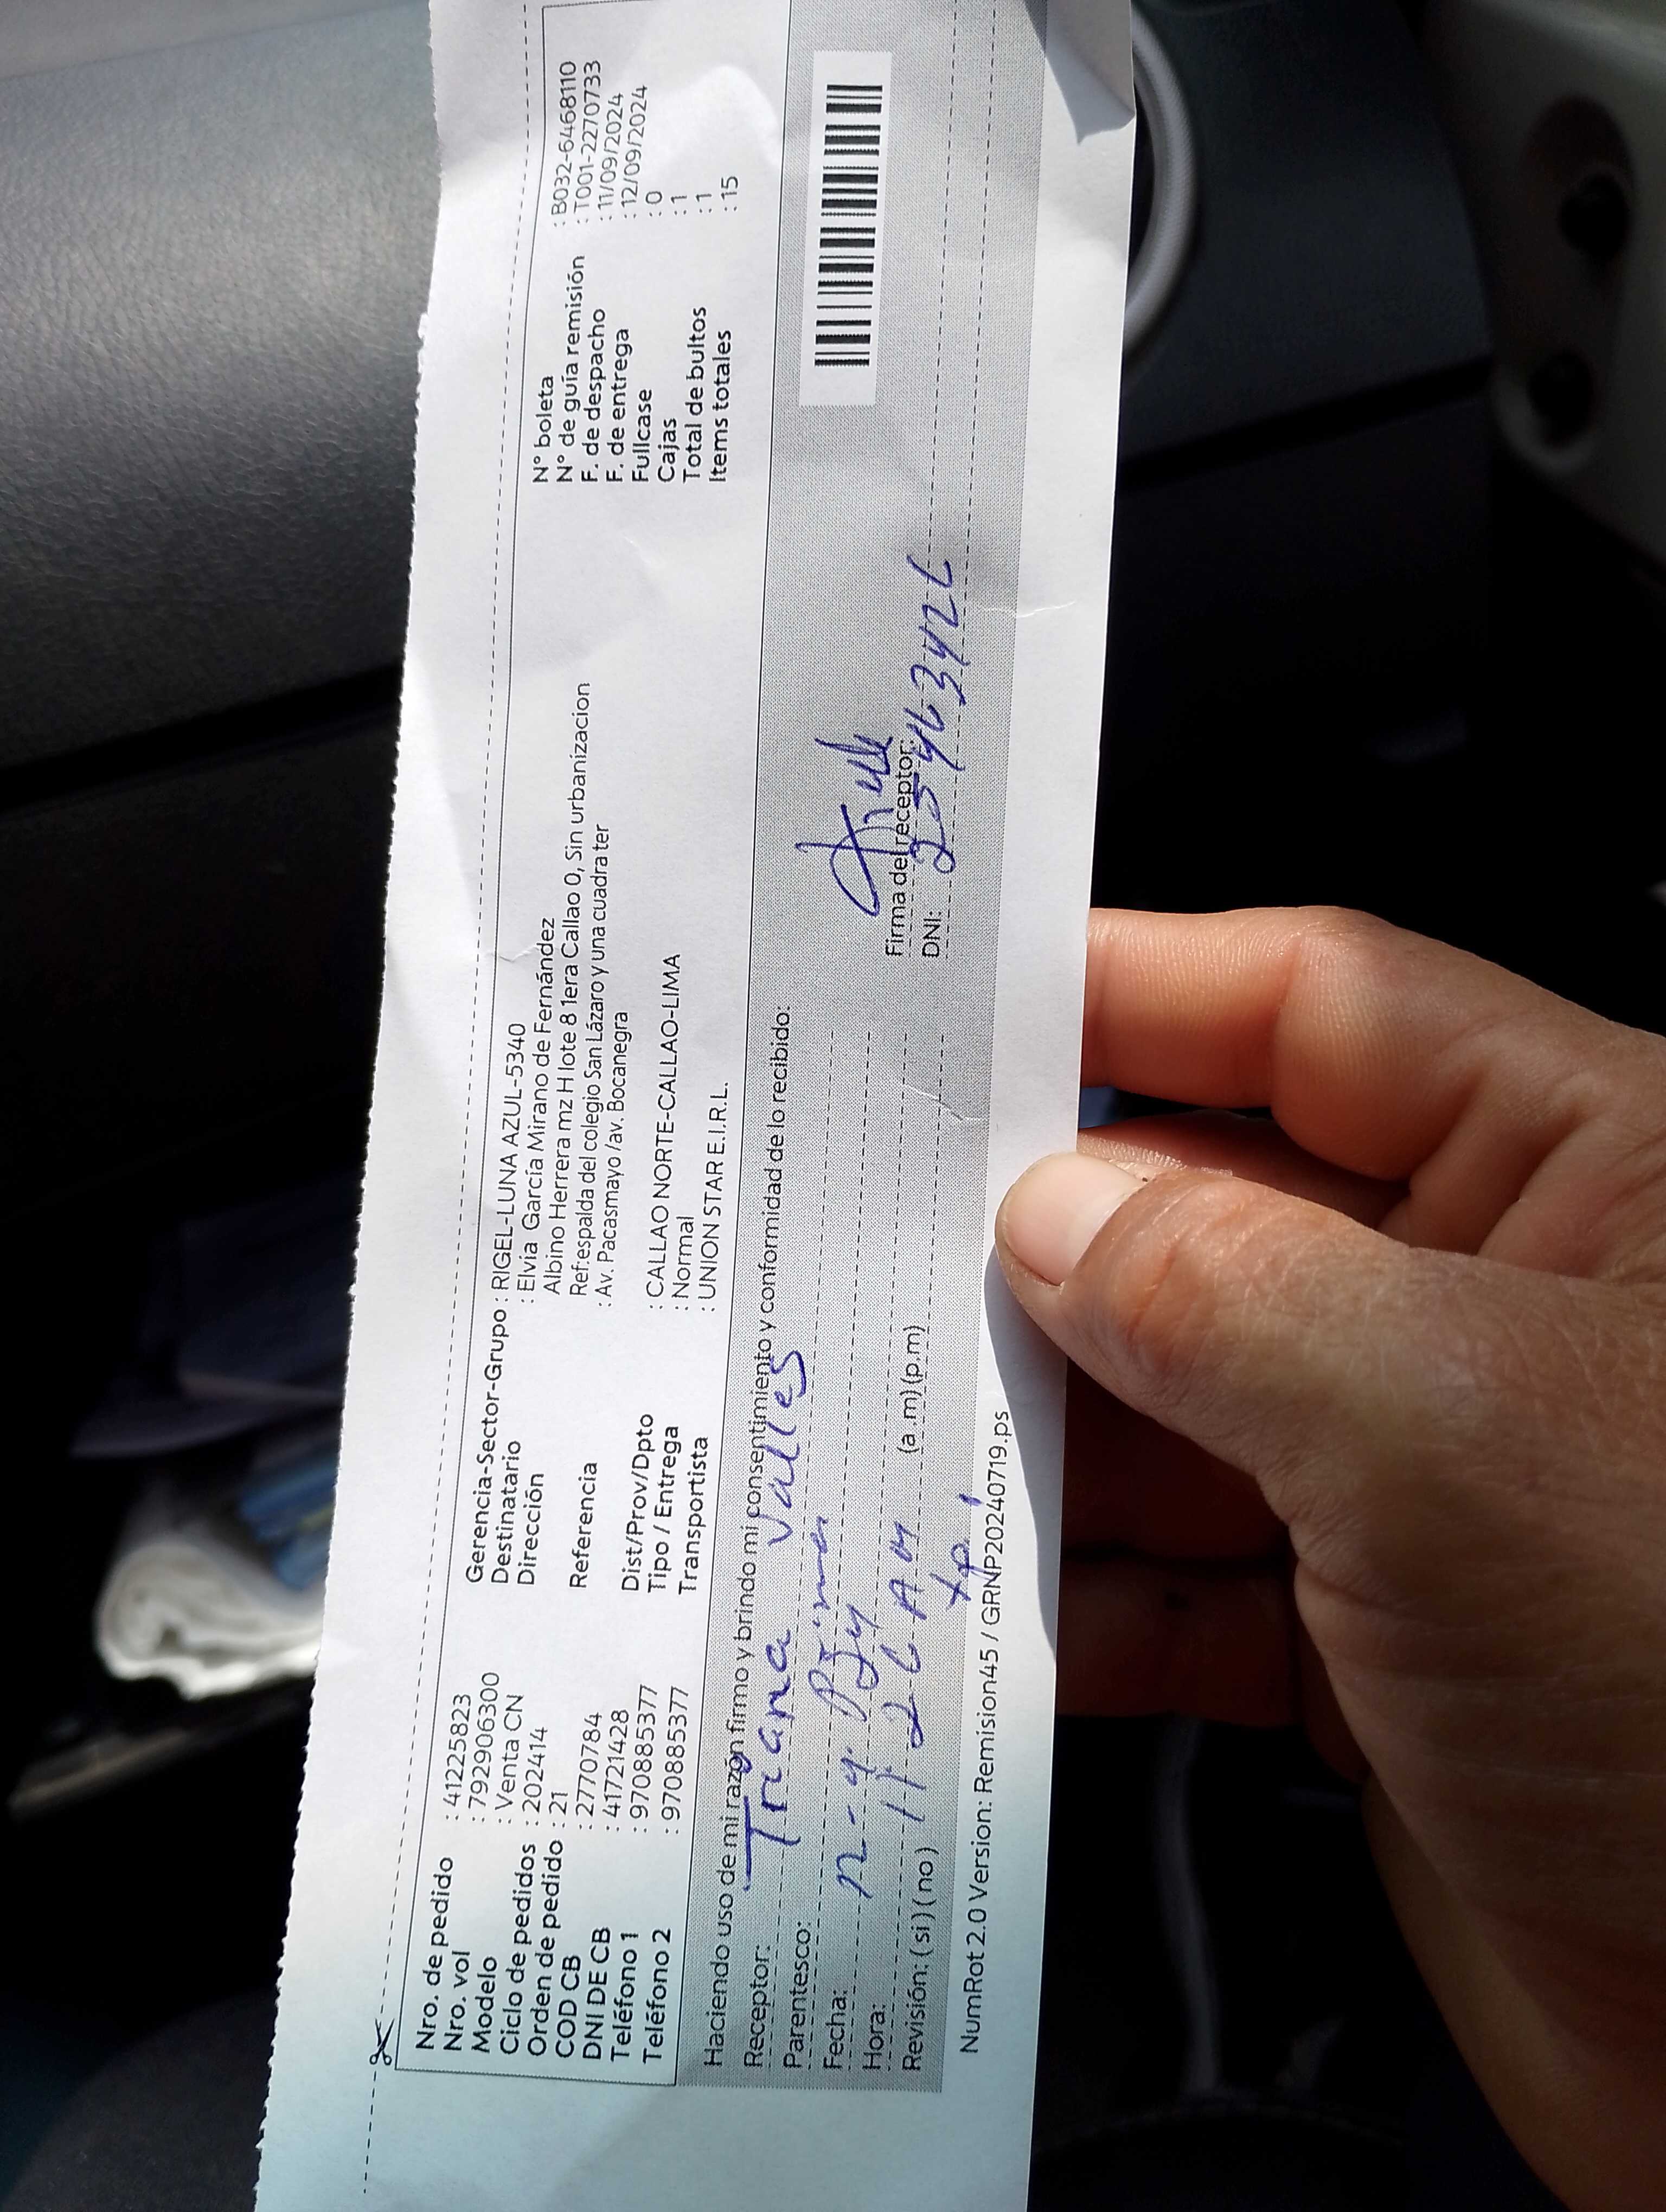 Nro. de pedido : 41225823
Nro. vol : 792906300
Modelo : Venta CN
Ciclo de pedidos : 202414
Orden de pedido : 21
COD CB : 27770784
DNI DE CB : 41721428
Teléfono 1 : 970885377
Teléfono 2 : 970885377
Gerencia-Sector-Grupo : RIGEL-LUNA AZUL-5340
Destinatario : Elvia García Mirano de Fernández
Dirección Albino Herrera mz H lote 8 1era Callao 0, Sin urbanizacion
Ref:espalda del colegio San Lázaro y una cuadra ter
Referencia : Av. Pacasmayo /av. Bocanegra
Dist/Prov/Dpto : CALLAO NORTE-CALLAO-LIMA
Tipo / Entrega : Normal
Transportista : UNION STAR E.I.R.L.
N° boleta : B032-6468110
N° de guía remisión : T001-2270733
F. de despacho : 11/09/2024
F. de entrega : 12/09/2024
Fullcase : 0
Cajas : 1
Total de bultos : 1
Items totales : 15
Haciendo uso de mi razón firmo y brindo mi consentimiento y conformidad de lo recibido:
Receptor: Triana Valles
Parentesco:
Fecha:
Hora: (a.m) (p.m)
Revisión: ( si ) ( no )
Firma del receptor:
DNI:
NumRot 2.0 Version: Remision45 / GRNP20240719.ps